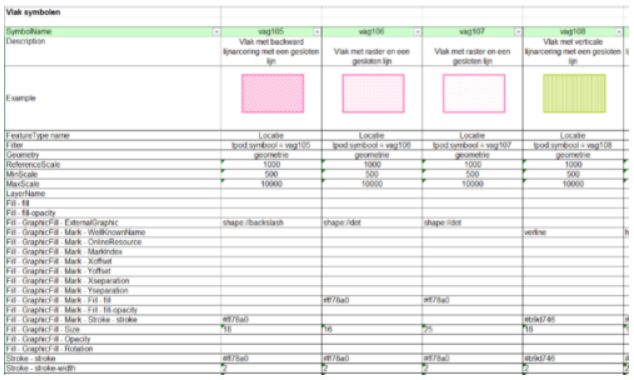 Vlak symbolen
SymbolName vag105 vag106 vag107 vag108
Description Vlak met backward lijnarcering met een gesloten lijn Vlak met raster en een gesloten lijn Vlak met raster en een gesloten lijn Vlak met verticale lijnarcering met een gesloten lijn
Example
FeatureType name Locatie Locatie Locatie Locatie
Filter tpod:symbool = vag105 tpod:symbool = vag106 tpod:symbool = vag107 tpod:symbool = vag108
Geometry geometrie geometrie geometrie geometrie
ReferenceScale 1000 1000 1000 1000
MinScale 500 500 500 500
MaxScale 10000 10000 10000 10000
LayerName
Fill - fill
Fill - fill-opacity
Fill - GraphicFill - ExternalGraphic shape://backslash shape://dot shape://dot
Fill - GraphicFill - Mark - WellKnownName verline
Fill - GraphicFill - Mark - OnlineResource
Fill - GraphicFill - Mark - MarkIndex
Fill - GraphicFill - Mark - Xoffset
Fill - GraphicFill - Mark - Yoffset
Fill - GraphicFill - Mark - Xseparation
Fill - GraphicFill - Mark - Yseparation
Fill - GraphicFill - Mark - Fill - fill #ff78a0 #ff78a0
Fill - GraphicFill - Mark - Fill - fill-opacity
Fill - GraphicFill - Mark - Stroke - stroke #ff78a0 #b9d746
Fill - GraphicFill - Size 18 16 25 18
Fill - GraphicFill - Opacity
Fill - GraphicFill - Rotation
Stroke - stroke #ff78a0 #ff78a0 #ff78a0 #b9d746
Stroke - stroke-width 2 2 2 2